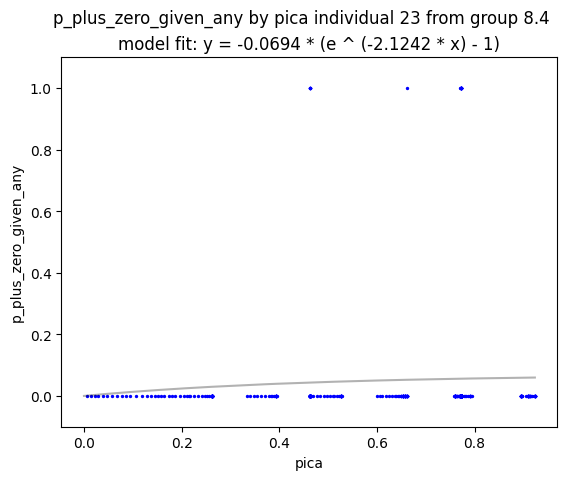 p_plus_zero_given_any by pica individual 23 from group 8.4
model fit: y = -0.0694 * (e ^ (-2.1242 * x) - 1)
1.0
0.8
0.6
0.4
0.2
0.0
p_plus_zero_given_any
0.0 0.2 0.4 0.6 0.8
pica